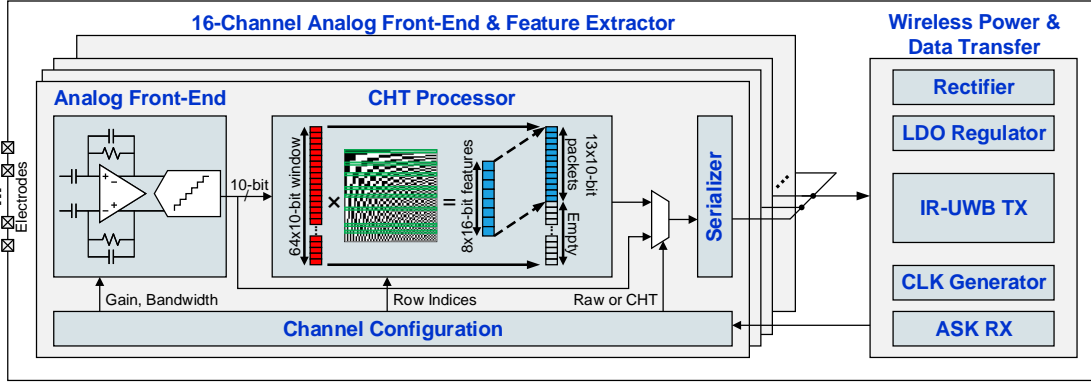 16-Channel Analog Front-End & Feature Extractor
Wireless Power &
Data Transfer
Analog Front-End
CHT Processor
Electrodes
10-bit
64x10-bit window
×
=
8x16-bit features
13x10-bit
packets
Empty
Serializer
Gain, Bandwidth
Row Indices
Raw or CHT
Channel Configuration
Rectifier
LDO Regulator
IR-UWB TX
CLK Generator
ASK RX